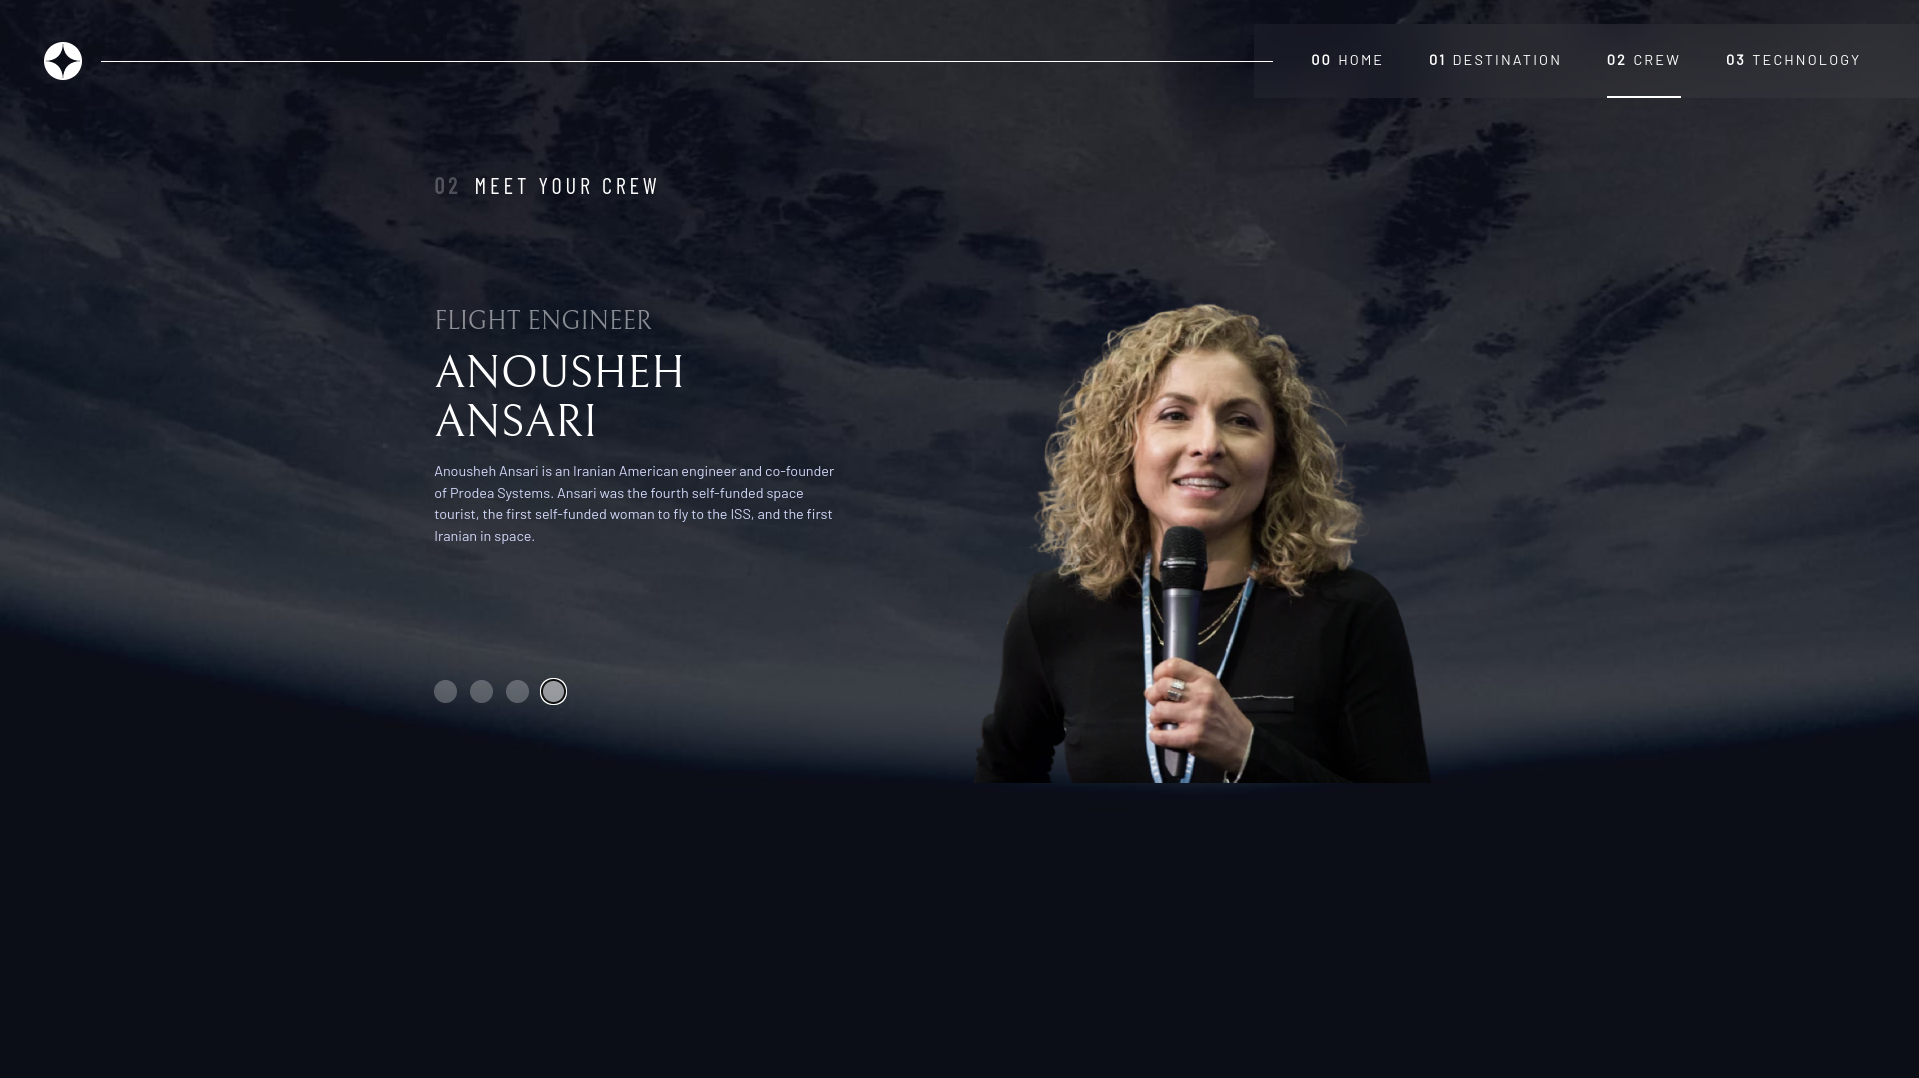 00 HOME
01 DESTINATION
02 CREW
03 TECHNOLOGY
02 MEET YOUR CREW
FLIGHT ENGINEER
ANOUSHEH
ANSARI
Anousheh Ansari is an Iranian American engineer and co-founder
of Prodea Systems. Ansari was the fourth self-funded space
tourist, the first self-funded woman to fly to the ISS, and the first
Iranian in space.